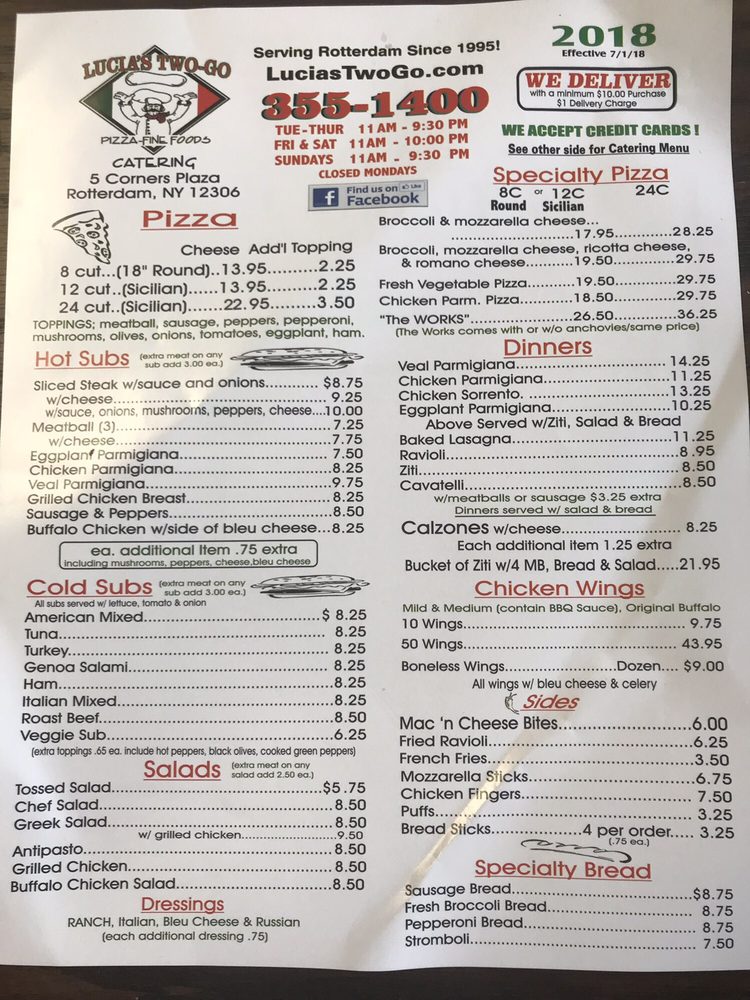 LUCIA'S TWO-GO
PIZZA-FINE FOODS
CATERING
5 Corners Plaza
Rotterdam, NY 12306
Serving Rotterdam Since 1995!
LuciasTwoGo.com
355-1400
TUE-THUR 11AM - 9:30 PM
FRI & SAT 11AM - 10:00 PM
SUNDAYS 11AM - 9:30 PM
CLOSED MONDAYS
Find us on Like
Facebook
2018
Effective 7/1/18
WE DELIVER
with a minimum $10.00 Purchase
$1 Delivery Charge
WE ACCEPT CREDIT CARDS !
See other side for Catering Menu
Pizza
Cheese Add'l Topping
8 cut...(18" Round)..13.95..........2.25
12 cut..(Sicilian)......13.95..........2.25
24 cut..(Sicilian)......22.95..........3.50
TOPPINGS; meatball, sausage, peppers, pepperoni,
mushrooms, olives, onions, tomatoes, eggplant, ham.
Hot Subs (extra meat on any
sub add 3.00 ea.)
Sliced Steak w/sauce and onions........... $8.75
w/cheese........................................... 9.25
w/sauce, onions, mushrooms, peppers, cheese....10.00
Meatball (3)........................................ 7.25
w/cheese........................................... 7.75
Eggplant Parmigiana............................ 7.50
Chicken Parmigiana............................. 8.25
Veal Parmigiana.................................. 9.75
Grilled Chicken Breast.......................... 8.25
Sausage & Peppers.............................. 8.50
Buffalo Chicken w/side of bleu cheese...8.25
ea. additional Item .75 extra
including mushrooms, peppers, cheese,bleu cheese
Cold Subs (extra meat on any
sub add 3.00 ea.)
All subs served w/ lettuce, tomato & onion
American Mixed...................................$ 8.25
Tuna.................................................... 8.25
Turkey................................................. 8.25
Genoa Salami......................................8.25
Ham.....................................................8.25
Italian Mixed........................................8.25
Roast Beef...........................................8.50
Veggie Sub..........................................6.25
(extra toppings .65 ea. include hot peppers, black olives, cooked green peppers)
Salads (extra meat on any
salad add 2.50 ea.)
Tossed Salad........................................$5.75
Chef Salad...........................................8.50
Greek Salad.........................................8.50
w/ grilled chicken..................9.50
Antipasto.............................................8.50
Grilled Chicken.....................................8.50
Buffalo Chicken Salad...........................8.50
Dressings
RANCH, Italian, Bleu Cheese & Russian
(each additional dressing .75)
Specialty Pizza
8C or 12C 24C
Round Sicilian
Broccoli & mozzarella cheese...
..........................17.95............28.25
Broccoli, mozzarella cheese, ricotta cheese,
& romano cheese.......19.50............29.75
Fresh Vegetable Pizza..........19.50............29.75
Chicken Parm. Pizza............18.50............29.75
"The WORKS"......................26.50............36.25
(The Works comes with or w/o anchovies/same price)
Dinners
Veal Parmigiana.............................. 14.25
Chicken Parmigiana.........................11.25
Chicken Sorrento. ........................... 13.25
Eggplant Parmigiana........................10.25
Above Served w/Ziti, Salad & Bread
Baked Lasagna................................11.25
Ravioli............................................. 8.95
Ziti................................................... 8.50
Cavatelli...........................................8.50
w/meatballs or sausage $3.25 extra
Dinners served w/ salad & bread
Calzones w/cheese....................... 8.25
Each additional item 1.25 extra
Bucket of Ziti w/4 MB, Bread & Salad.....21.95
Chicken Wings
Mild & Medium (contain BBQ Sauce), Original Buffalo
10 Wings.......................................... 9.75
50 Wings.......................................... 43.95
Boneless Wings......................Dozen.... $9.00
All wings w/ bleu cheese & celery
Sides
Mac 'n Cheese Bites..........................6.00
Fried Ravioli......................................6.25
French Fries......................................3.50
Mozzarella Sticks...............................6.75
Chicken Fingers................................. 7.50
Puffs................................................. 3.25
Bread Sticks..................4 per order..... 3.25
(.75 ea.)
Specialty Bread
Sausage Bread..................................$8.75
Fresh Broccoli Bread.......................... 8.75
Pepperoni Bread................................ 8.75
Stromboli.......................................... 7.50